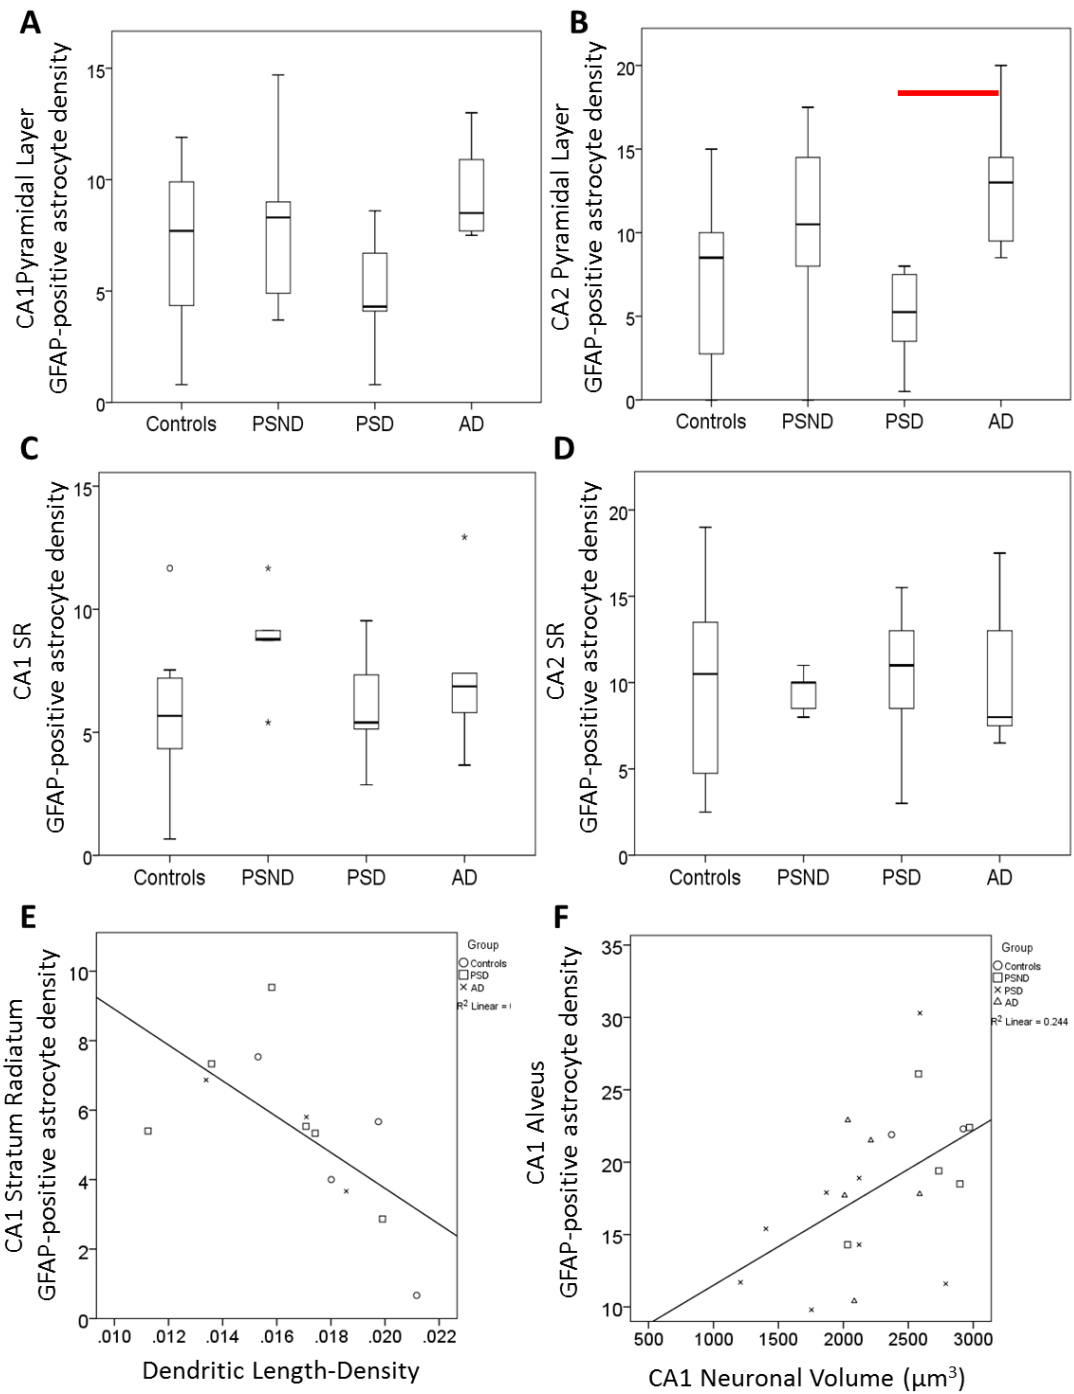 A
CA1Pyramidal Layer
GFAP-positive astrocyte density
15
10
5
0
Controls PSND PSD AD
B
CA2 Pyramidal Layer
GFAP-positive astrocyte density
20
15
10
5
0
Controls PSND PSD AD
C
CA1 SR
GFAP-positive astrocyte density
15
10
5
0
Controls PSND PSD AD
D
CA2 SR
GFAP-positive astrocyte density
20
15
10
5
0
Controls PSND PSD AD
E
CA1 Stratum Radiatum
GFAP-positive astrocyte density
10
8
6
4
2
0
.010 .012 .014 .016 .018 .020 .022
Dendritic Length-Density
Group
Controls
PSD
AD
R² Linear =
F
CA1 Alveus
GFAP-positive astrocyte density
35
30
25
20
15
10
500 1000 1500 2000 2500 3000
CA1 Neuronal Volume (μm³)
Group
Controls
PSND
PSD
AD
R² Linear = 0.244